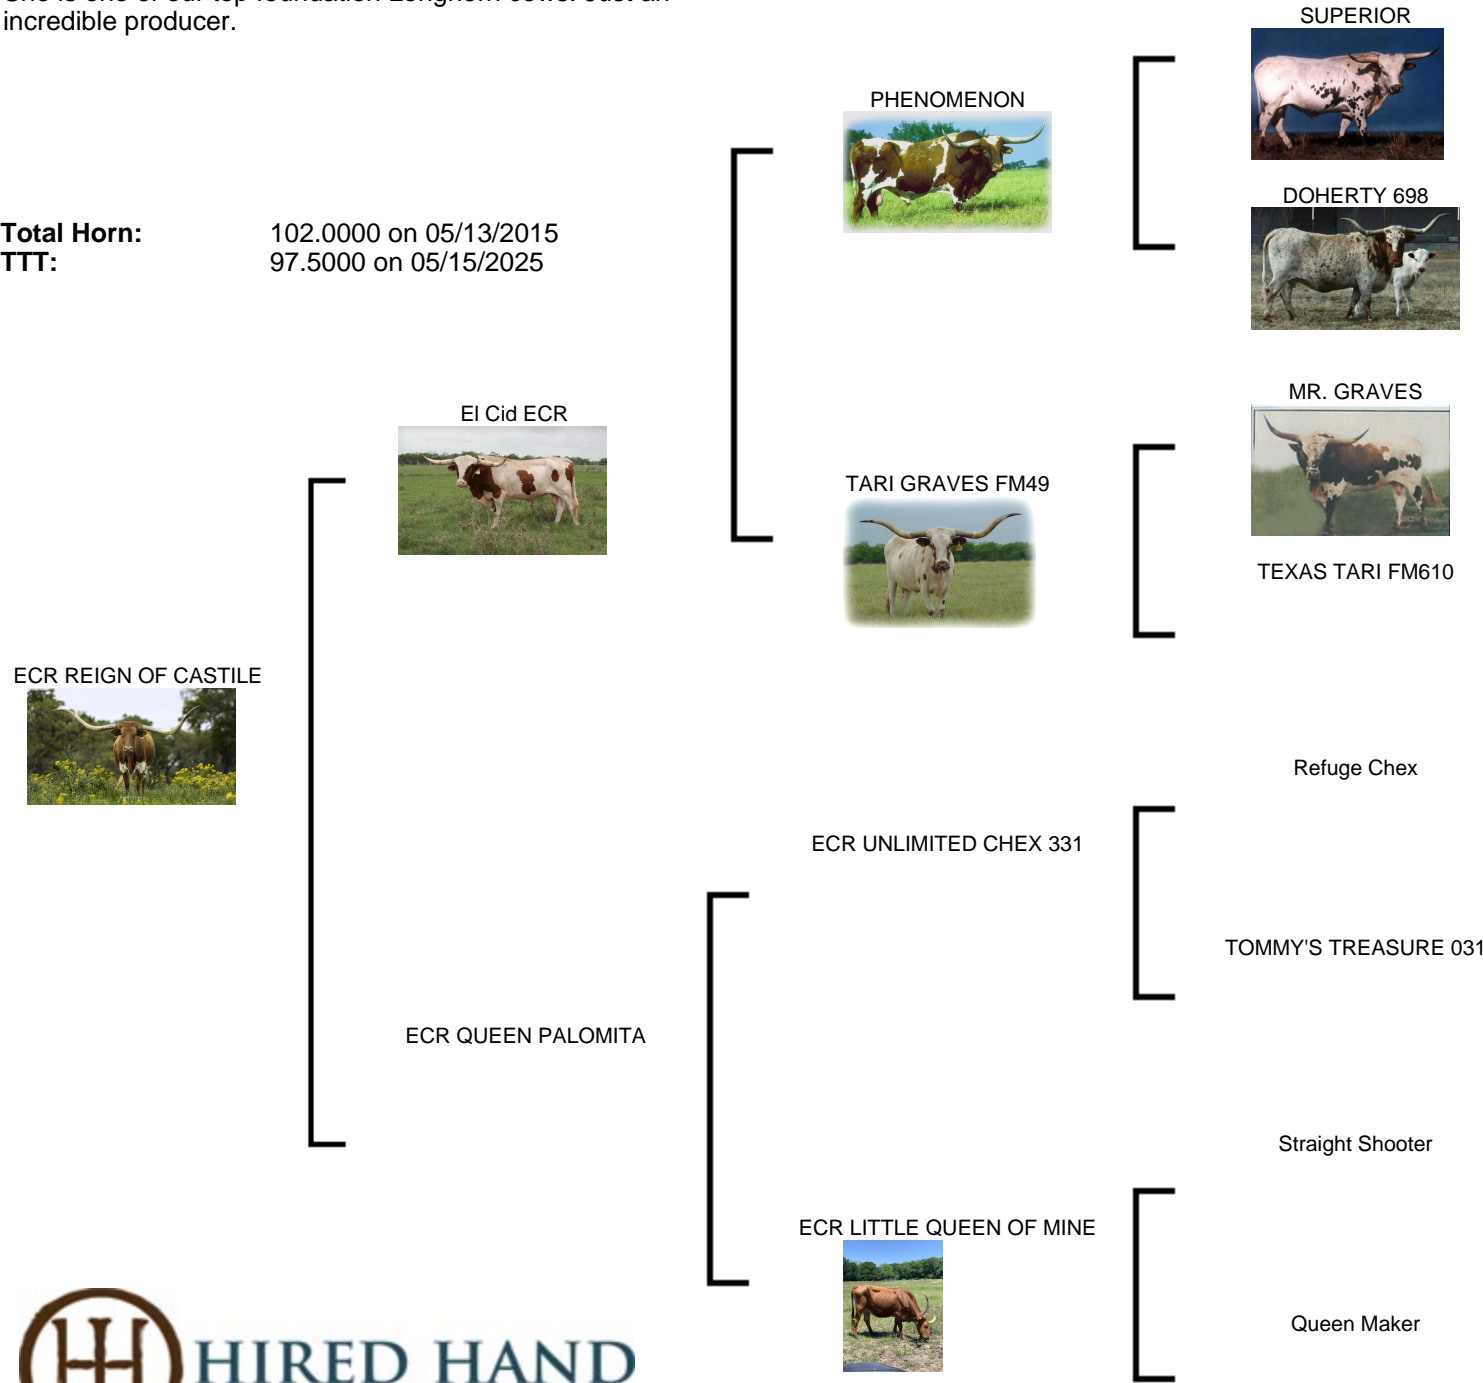 incredible producer.
Total Horn: 102.0000 on 05/13/2015
TTT: 97.5000 on 05/15/2025
SUPERIOR
PHENOMENON
DOHERTY 698
El Cid ECR
MR. GRAVES
TARI GRAVES FM49
TEXAS TARI FM610
ECR REIGN OF CASTILE
Refuge Chex
ECR UNLIMITED CHEX 331
TOMMY'S TREASURE 031
ECR QUEEN PALOMITA
Straight Shooter
ECR LITTLE QUEEN OF MINE
Queen Maker
HIRED HAND